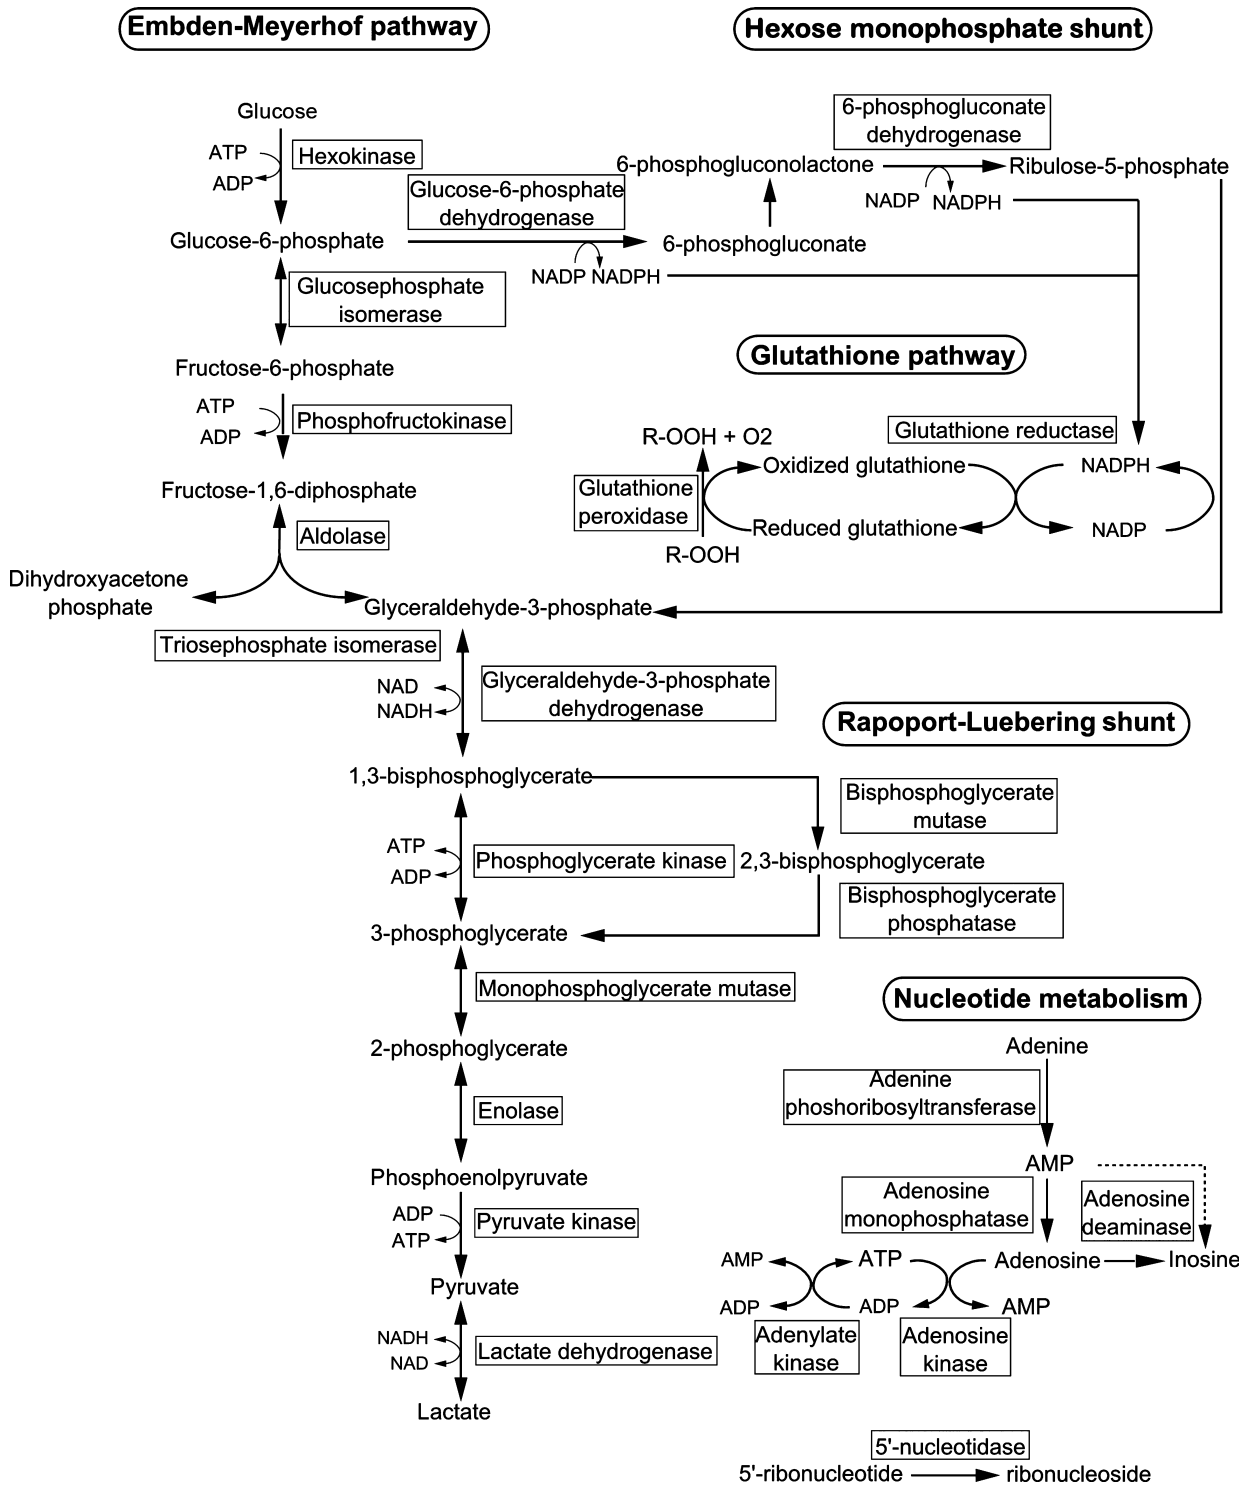 Embden-Meyerhof pathway
Hexose monophosphate shunt
Glucose
ATP
ADP
Hexokinase
6-phosphogluconate
dehydrogenase
6-phosphogluconolactone
Ribulose-5-phosphate
NADP NADPH
Glucose-6-phosphate
dehydrogenase
Glucose-6-phosphate
6-phosphogluconate
NADP NADPH
Glucosephosphate
isomerase
Fructose-6-phosphate
ATP
ADP
Phosphofructokinase
Glutathione pathway
Glutathione reductase
R-OOH + O2
Oxidized glutathione
NADPH
Glutathione
peroxidase
Reduced glutathione
NADP
R-OOH
Fructose-1,6-diphosphate
Aldolase
Dihydroxyacetone
phosphate
Glyceraldehyde-3-phosphate
Triosephosphate isomerase
NAD
NADH
Glyceraldehyde-3-phosphate
dehydrogenase
Rapoport-Luebering shunt
1,3-bisphosphoglycerate
Bisphosphoglycerate
mutase
ATP
ADP
Phosphoglycerate kinase
2,3-bisphosphoglycerate
Bisphosphoglycerate
phosphatase
3-phosphoglycerate
Monophosphoglycerate mutase
2-phosphoglycerate
Enolase
Phosphoenolpyruvate
ADP
ATP
Pyruvate kinase
Pyruvate
NADH
NAD
Lactate dehydrogenase
Lactate
Nucleotide metabolism
Adenine
Adenine
phoshoribosyltransferase
AMP
Adenosine
monophosphatase
Adenosine
deaminase
AMP
ATP
Adenosine
Inosine
ADP
ADP
AMP
Adenylate
kinase
Adenosine
kinase
5'-nucleotidase
5'-ribonucleotide
ribonucleoside